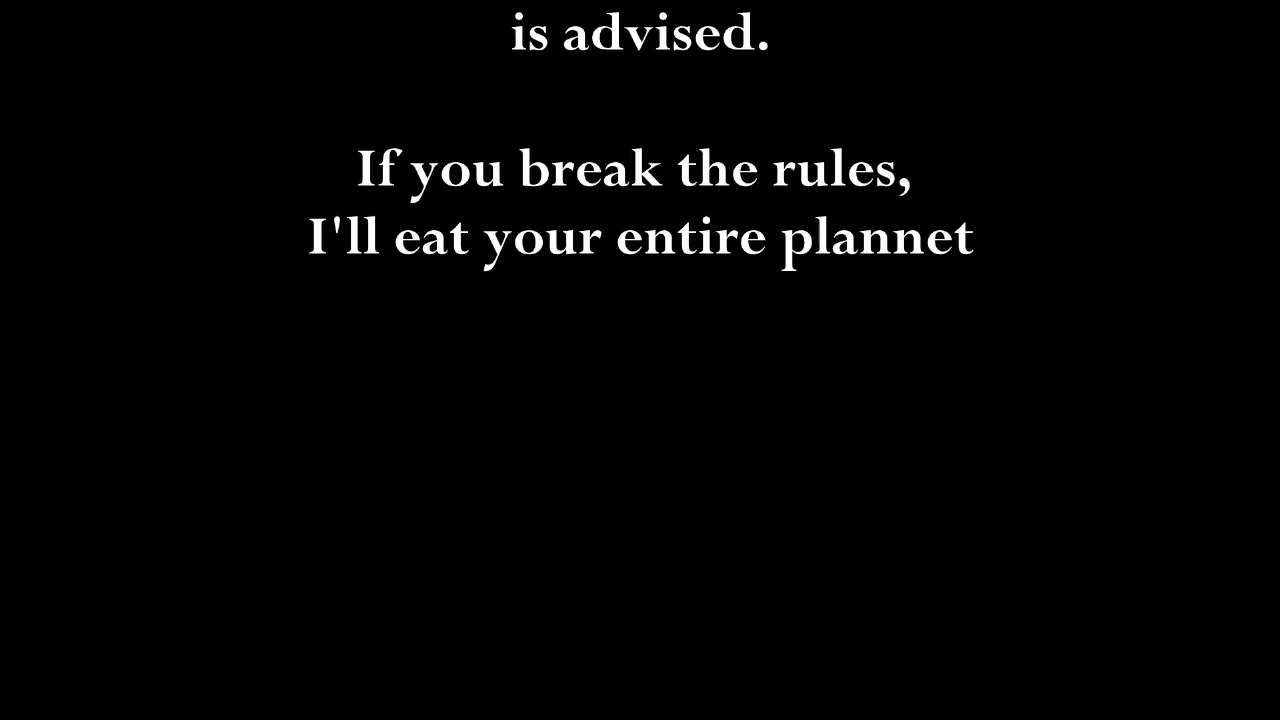 is advised.
If you break the rules,
I'll eat your entire plannet